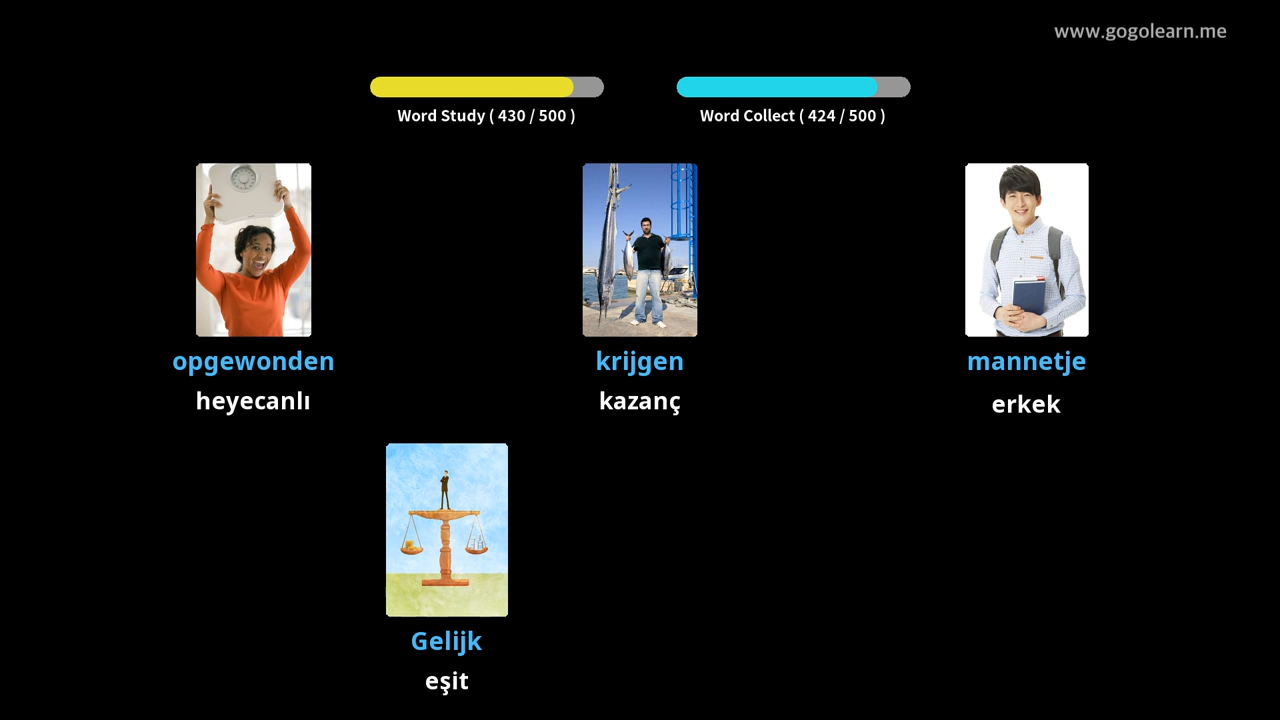 www.gogolearn.me
Word Study ( 430 / 500 )
Word Collect ( 424 / 500 )
opgewonden
heyecanlı
krijgen
kazanç
mannetje
erkek
Gelijk
eşit